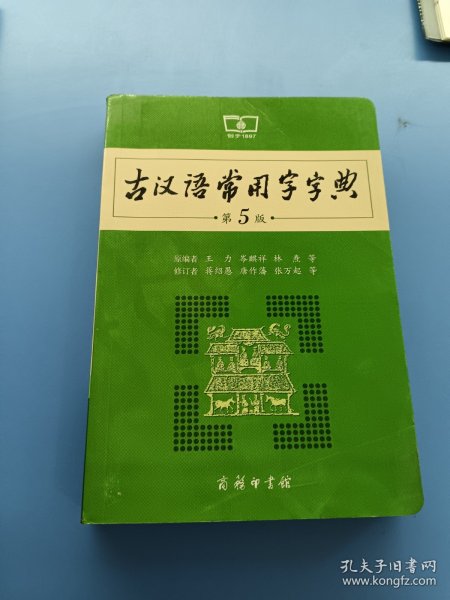 创于1897
古汉语常用字字典
·第5版·
原编者 王力 岑麒祥 林焘 等
修订者 蒋绍愚 唐作藩 张万起 等
商务印书馆
孔夫子旧书网
www.kongfz.com